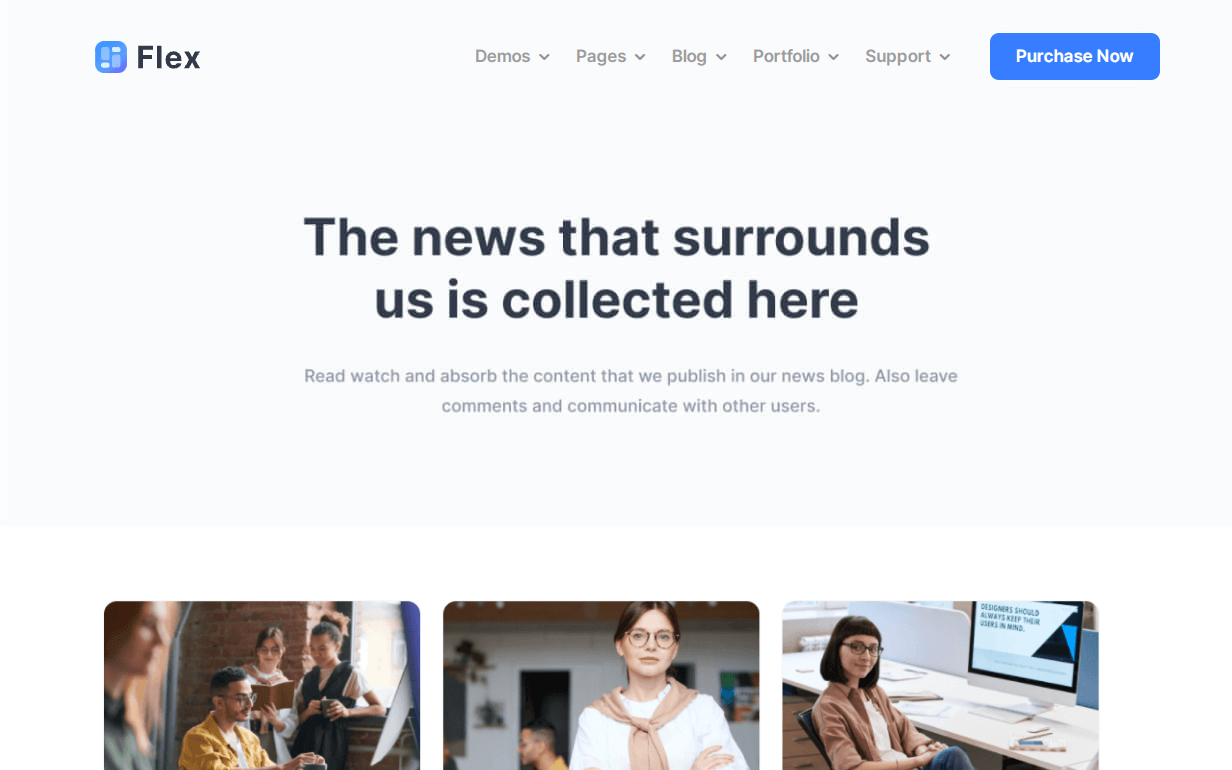 Flex
Demos Pages Blog Portfolio Support Purchase Now
The news that surrounds
us is collected here
Read watch and absorb the content that we publish in our news blog. Also leave
comments and communicate with other users.
DESIGNERS SHOULD
ALWAYS KEEP THEIR
USERS IN MIND.